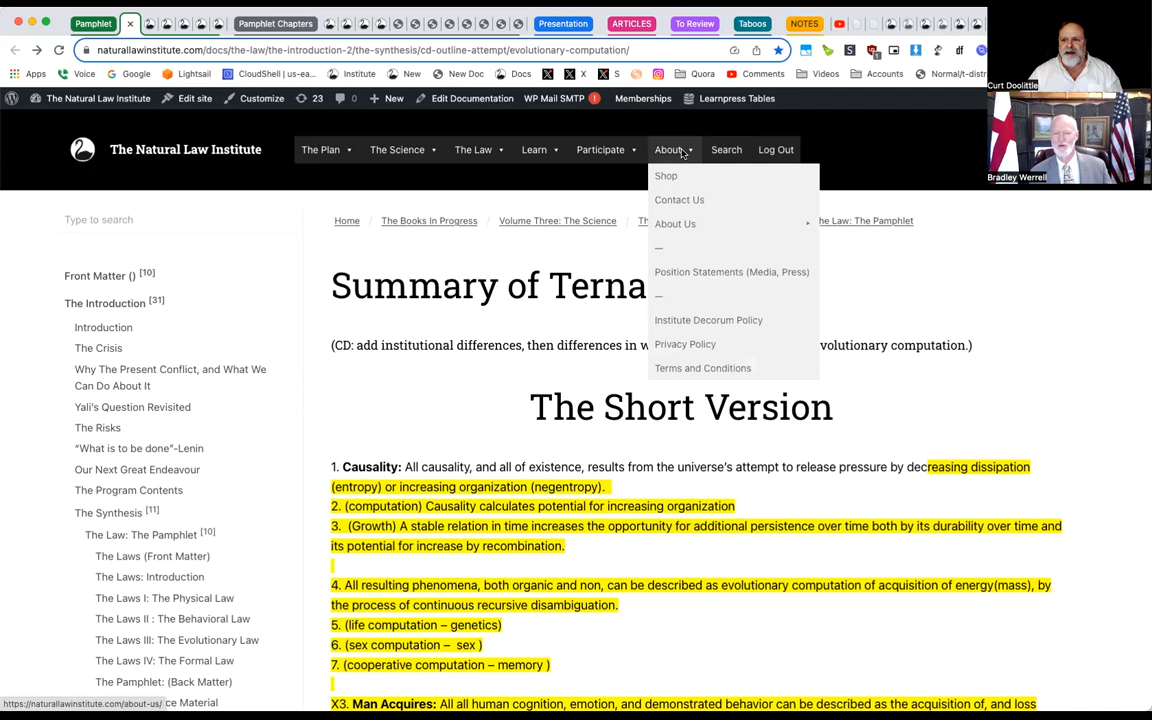 Pamphlet
Pamphlet Chapters
Presentation
ARTICLES
To Review
Taboos
NOTES
naturallawinstitute.com/docs/the-law/the-introduction-2/the-synthesis/cd-outline-attempt/evolutionary-computation/
Apps Voice Google Lightsail CloudShell | us-ea... Institute New New Doc Docs X S Quora Comments Videos Accounts Normal/t-distr
The Natural Law Institute Edit site Customize 23 0 New Edit Documentation WP Mail SMTP ! Memberships Learnpress Tables
Curt Doolittle
Bradley Werrell
The Natural Law Institute
The Plan The Science The Law Learn Participate About Search Log Out
Shop
Contact Us
About Us
—
Position Statements (Media, Press)
—
Institute Decorum Policy
Privacy Policy
Terms and Conditions
Type to search
Home / The Books In Progress / Volume Three: The Science / Th he Law: The Pamphlet
Front Matter () [10]
The Introduction [31]
Introduction
The Crisis
Why The Present Conflict, and What We
Can Do About It
Yali's Question Revisited
The Risks
“What is to be done”-Lenin
Our Next Great Endeavour
The Program Contents
The Synthesis [11]
The Law: The Pamphlet [10]
The Laws (Front Matter)
The Laws: Introduction
The Laws I: The Physical Law
The Laws II : The Behavioral Law
The Laws III: The Evolutionary Law
The Laws IV: The Formal Law
The Pamphlet: (Back Matter)
ce Material
https://naturallawinstitute.com/about-us/
Summary of Terna
(CD: add institutional differences, then differences in w volutionary computation.)
The Short Version
1. Causality: All causality, and all of existence, results from the universe’s attempt to release pressure by decreasing dissipation
(entropy) or increasing organization (negentropy).
2. (computation) Causality calculates potential for increasing organization
3. (Growth) A stable relation in time increases the opportunity for additional persistence over time both by its durability over time and
its potential for increase by recombination.
4. All resulting phenomena, both organic and non, can be described as evolutionary computation of acquisition of energy(mass), by
the process of continuous recursive disambiguation.
5. (life computation – genetics)
6. (sex computation – sex )
7. (cooperative computation – memory )
X3. Man Acquires: All all human cognition, emotion, and demonstrated behavior can be described as the acquisition of, and loss